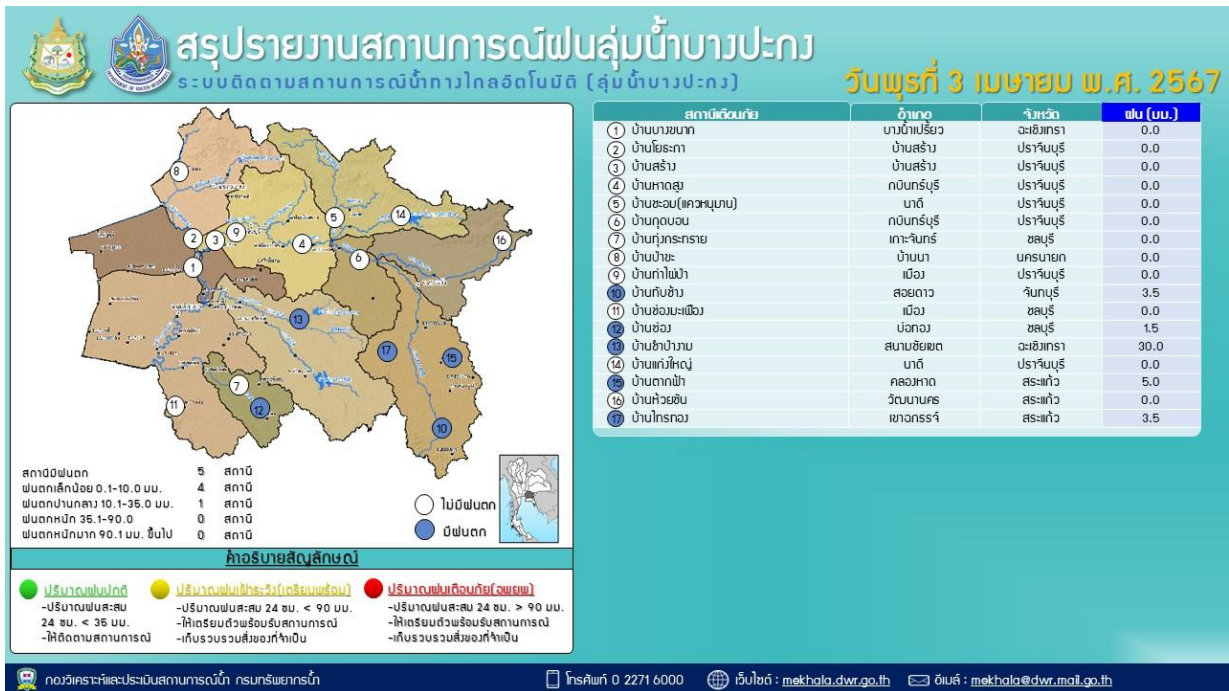 สรุปรายงานสถานการณ์ฝนลุ่มน้ำบางปะกง
ระบบติดตามสถานการณ์น้ำทางไกลอัตโนมัติ (ลุ่มน้ำบางปะกง)
วันพุธที่ 3 เมษายน พ.ศ. 2567
สถานีเตือนภัย อำเภอ จังหวัด ฝน (มม.)
1 บ้านบางขนาก บางน้ำเปรี้ยว ฉะเชิงเทรา 0.0
2 บ้านโยธะกา บ้านสร้าง ปราจีนบุรี 0.0
3 บ้านสร้าง บ้านสร้าง ปราจีนบุรี 0.0
4 บ้านหาดสูง กบินทร์บุรี ปราจีนบุรี 0.0
5 บ้านชะอม(แควหนุมาน) นาดี ปราจีนบุรี 0.0
6 บ้านกุดบอน กบินทร์บุรี ปราจีนบุรี 0.0
7 บ้านทุ่งกระทราย เกาะจันทร์ ชลบุรี 0.0
8 บ้านป่าขะ บ้านนา นครนายก 0.0
9 บ้านท่าไผ่ป่า เมือง ปราจีนบุรี 0.0
10 บ้านทับช้าง สอยดาว จันทบุรี 3.5
11 บ้านช่องมะเฟือง เมือง ชลบุรี 0.0
12 บ้านช่อง บ่อทอง ชลบุรี 1.5
13 บ้านชำป่างาม สนามชัยเขต ฉะเชิงเทรา 30.0
14 บ้านแก่งใหญ่ นาดี ปราจีนบุรี 0.0
15 บ้านตากฟ้า คลองหาด สระแก้ว 5.0
16 บ้านห้วยชัน วัฒนานคร สระแก้ว 0.0
17 บ้านไทรทอง เขาฉกรรจ์ สระแก้ว 3.5
8
14
5
2
3
9
4
16
6
1
13
17
15
7
12
11
10
สถานีมีฝนตก 5 สถานี
ฝนตกเล็กน้อย 0.1-10.0 มม. 4 สถานี
ฝนตกปานกลาง 10.1-35.0 มม. 1 สถานี
ฝนตกหนัก 35.1-90.0 0 สถานี
ฝนตกหนักมาก 90.1 มม. ขึ้นไป 0 สถานี
ไม่มีฝนตก
มีฝนตก
คำอธิบายสัญลักษณ์
ปริมาณฝนปกติ
-ปริมาณฝนสะสม
24 ชม. < 35 มม.
-ให้ติดตามสถานการณ์
ปริมาณฝนเฝ้าระวัง(เตรียมพร้อม)
-ปริมาณฝนสะสม 24 ชม. < 90 มม.
-ให้เตรียมตัวพร้อมรับสถานการณ์
-เก็บรวบรวมสิ่งของที่จำเป็น
ปริมาณฝนเตือนภัย(อพยพ)
-ปริมาณฝนสะสม 24 ชม. > 90 มม.
-ให้เตรียมตัวพร้อมรับสถานการณ์
-เก็บรวบรวมสิ่งของที่จำเป็น
กองวิเคราะห์และประเมินสถานการณ์น้ำ กรมทรัพยากรน้ำ
โทรศัพท์ 0 2271 6000
เว็บไซต์ : mekhala.dwr.go.th
อีเมล์ : mekhala@dwr.mail.go.th